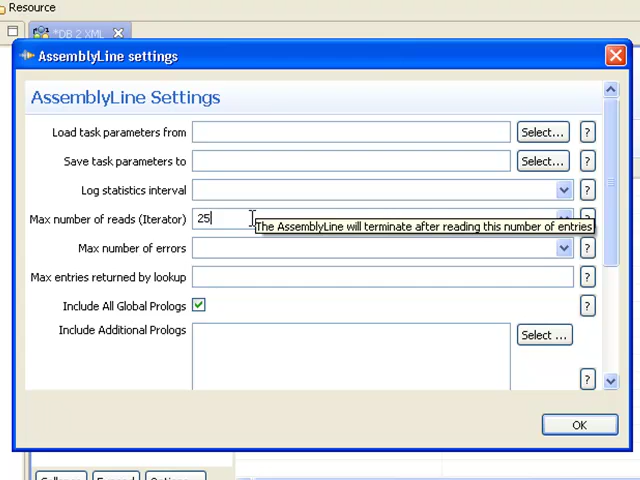 Resource
*DB 2 XML
AssemblyLine settings
AssemblyLine Settings
Load task parameters from
Select...
?
Save task parameters to
Select...
?
Log statistics interval
?
Max number of reads (Iterator)
25
?
The AssemblyLine will terminate after reading this number of entries
Max number of errors
?
Max entries returned by lookup
?
Include All Global Prologs
?
Include Additional Prologs
Select ...
?
OK